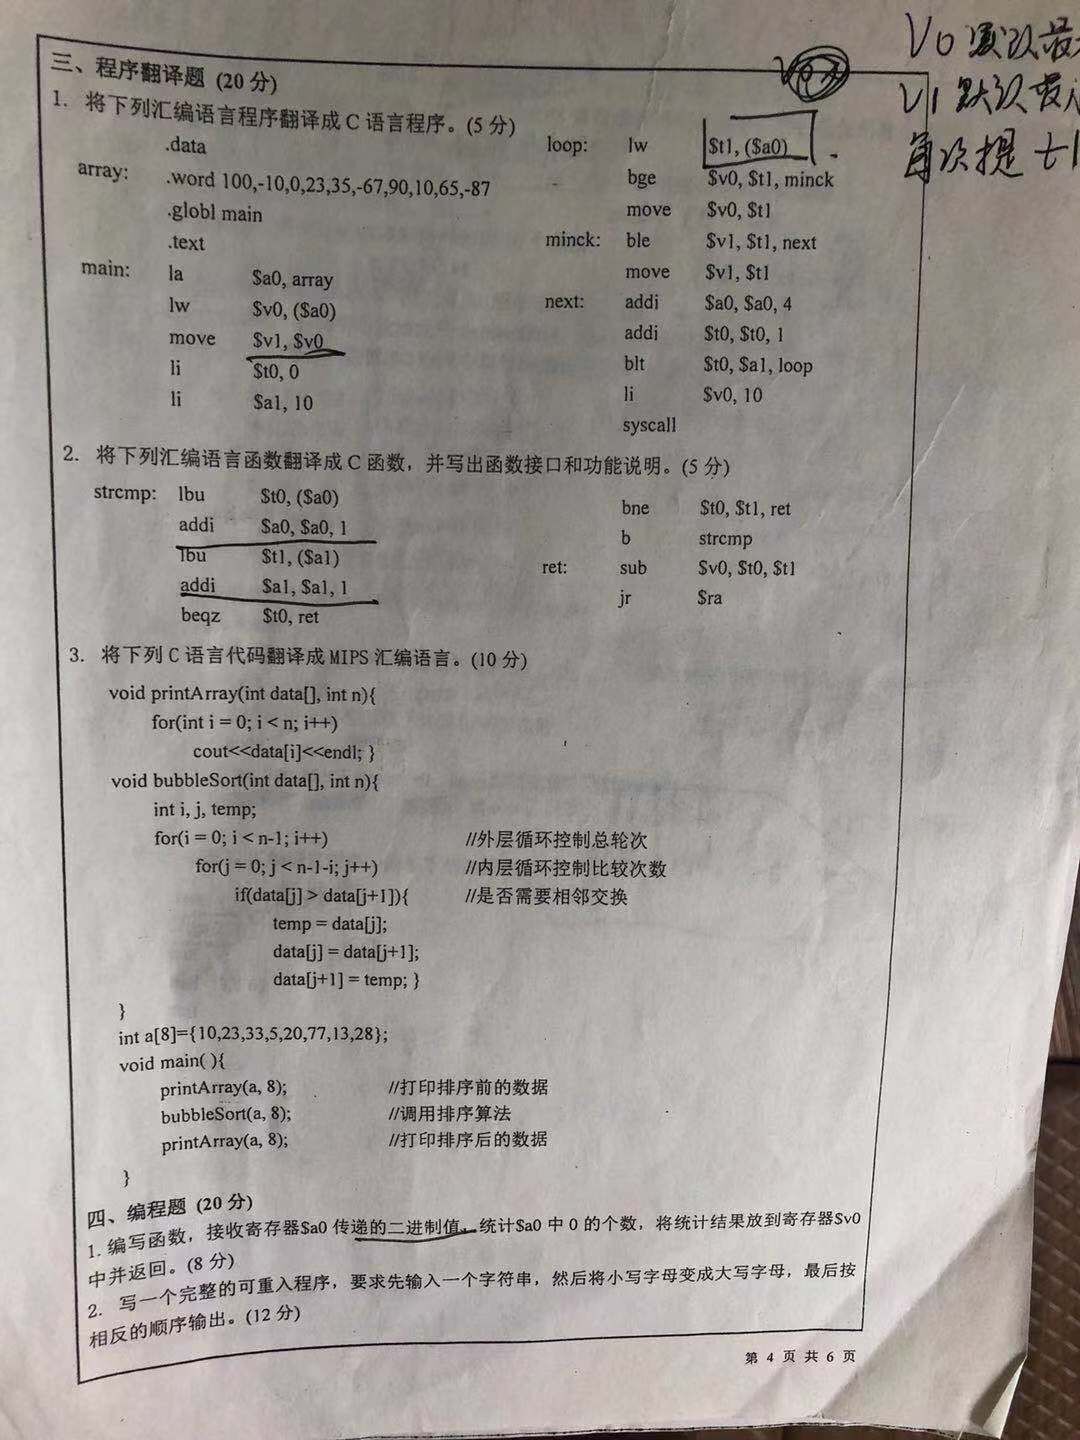 V0 默认最
V1 默认最
每次提 t1
三、程序翻译题 (20 分)
1. 将下列汇编语言程序翻译成 C 语言程序。(5 分)
.data
array: .word 100,-10,0,23,35,-67,90,10,65,-87
.globl main
.text
main: la $a0, array
lw $v0, ($a0)
move $v1, $v0
li $t0, 0
li $a1, 10
loop: lw $t1, ($a0)
bge $v0, $t1, minck
move $v0, $t1
minck: ble $v1, $t1, next
move $v1, $t1
next: addi $a0, $a0, 4
addi $t0, $t0, 1
blt $t0, $a1, loop
li $v0, 10
syscall
2. 将下列汇编语言函数翻译成 C 函数，并写出函数接口和功能说明。(5 分)
strcmp: lbu $t0, ($a0)
addi $a0, $a0, 1
lbu $t1, ($a1)
addi $a1, $a1, 1
beqz $t0, ret
bne $t0, $t1, ret
b strcmp
ret: sub $v0, $t0, $t1
jr $ra
3. 将下列 C 语言代码翻译成 MIPS 汇编语言。(10 分)
void printArray(int data[], int n){
for(int i = 0; i < n; i++)
cout<<data[i]<<endl; }
void bubbleSort(int data[], int n){
int i, j, temp;
for(i = 0; i < n-1; i++) //外层循环控制总轮次
for(j = 0; j < n-1-i; j++) //内层循环控制比较次数
if(data[j] > data[j+1]){ //是否需要相邻交换
temp = data[j];
data[j] = data[j+1];
data[j+1] = temp; }
}
int a[8]={10,23,33,5,20,77,13,28};
void main( ){
printArray(a, 8); //打印排序前的数据
bubbleSort(a, 8); //调用排序算法
printArray(a, 8); //打印排序后的数据
}
四、编程题 (20 分)
1. 编写函数，接收寄存器$a0 传递的二进制值，统计$a0 中 0 的个数，将统计结果放到寄存器$v0
中并返回。(8 分)
2. 写一个完整的可重入程序，要求先输入一个字符串，然后将小写字母变成大写字母，最后按
相反的顺序输出。(12 分)
第 4 页 共 6 页